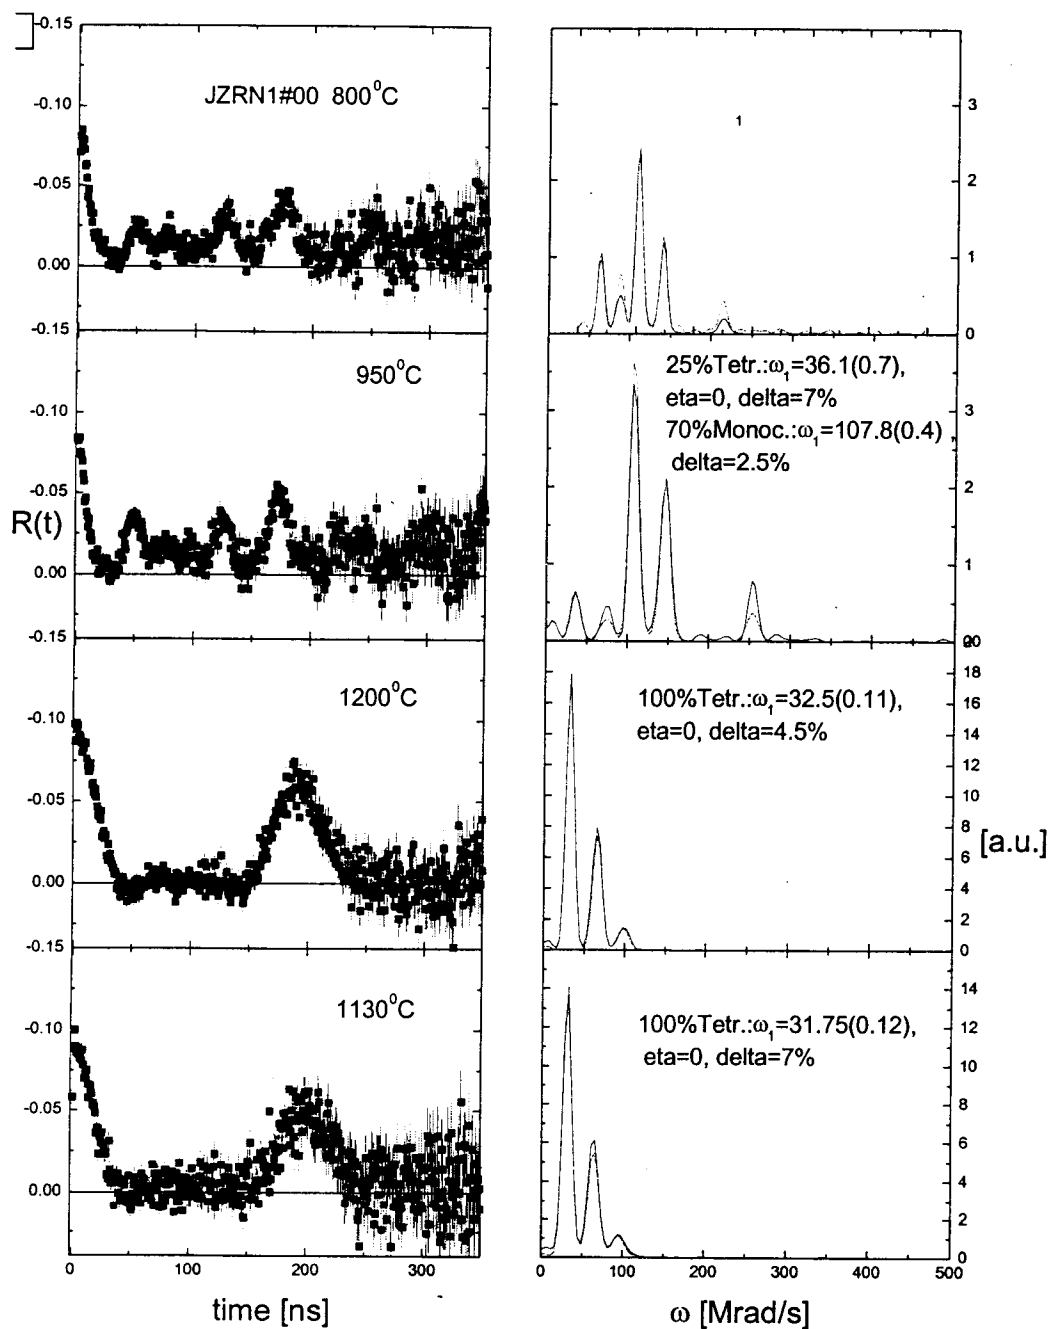 -0.15
JZRN1#00 800⁰C
-0.10
-0.05
0.00
3
2
1
0
1
-0.15
950⁰C
-0.10
-0.05
R(t)
0.00
25%Tetr.:ω₁=36.1(0.7),
eta=0, delta=7%
70%Monoc.:ω₁=107.8(0.4),
delta=2.5%
3
2
1
-0.15
1200⁰C
-0.10
-0.05
0.00
100%Tetr.:ω₁=32.5(0.11),
eta=0, delta=4.5%
18
16
14
12
10
8
6
4
2
0
[a.u.]
-0.15
1130⁰C
-0.10
-0.05
0.00
100%Tetr.:ω₁=31.75(0.12),
eta=0, delta=7%
14
12
10
8
6
4
2
0
0 100 200 300
time [ns]
0 100 200 300 400 500
ω [Mrad/s]